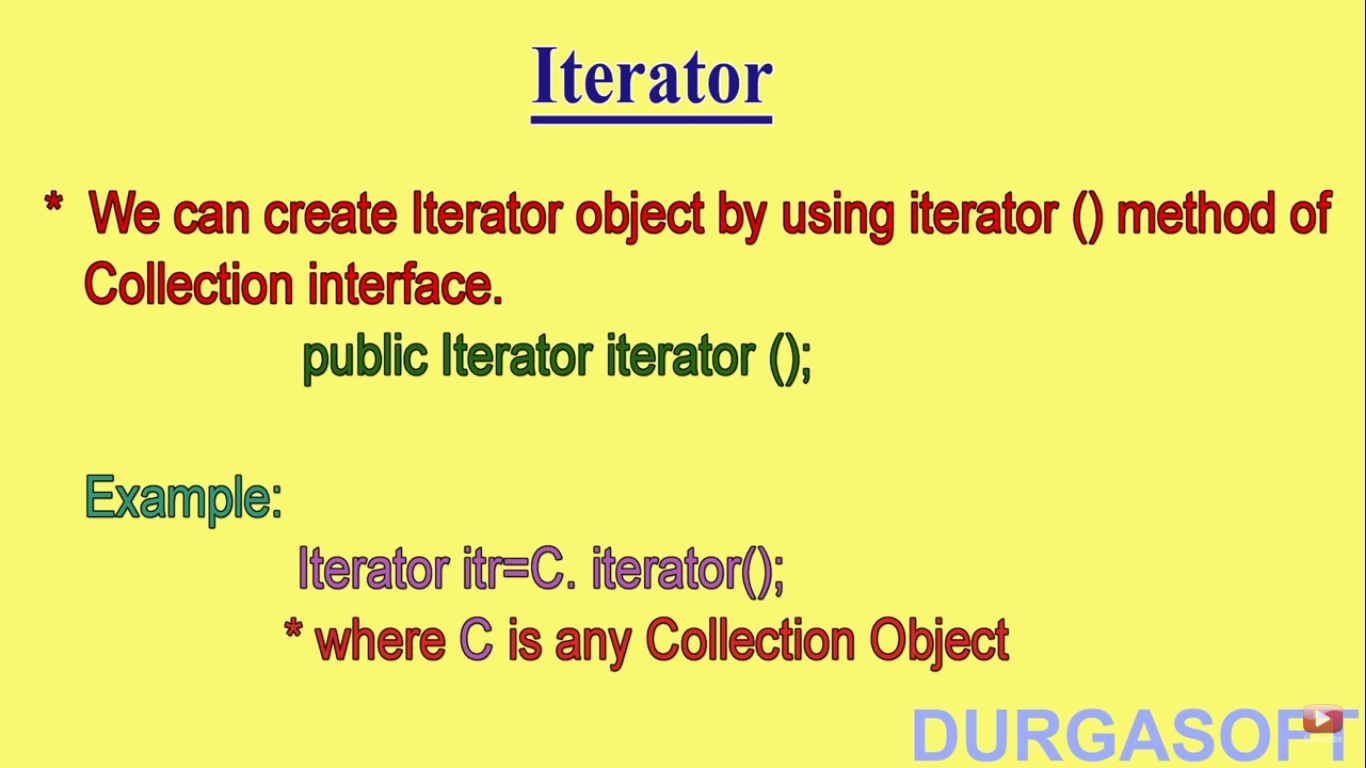 Iterator
* We can create Iterator object by using iterator () method of
Collection interface.
public Iterator iterator ();
Example:
Iterator itr=C. iterator();
* where C is any Collection Object
DURGASOFT
Subscribe